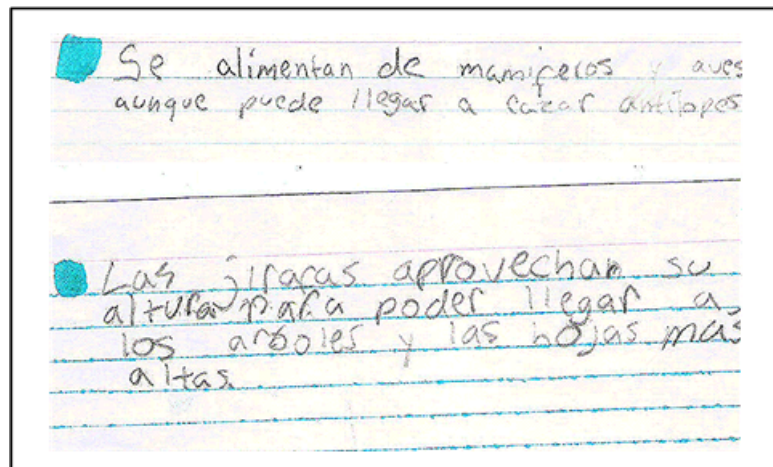 Se alimentan de mamiferos y aves
aunque puede llegar a cazar antilopes
Las jirafas aprovechan su
altura para poder llegar a
los arboles y las hojas mas
altas.